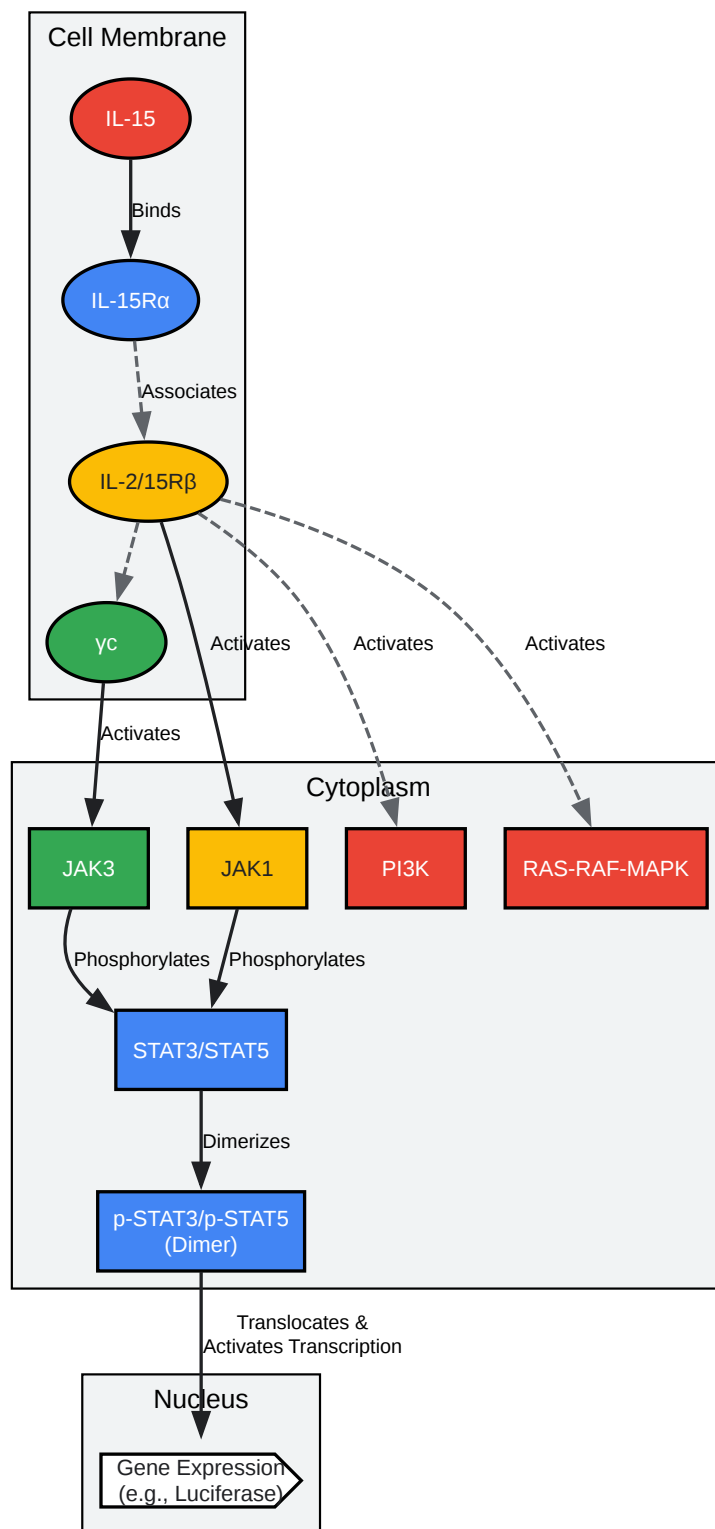 Cell Membrane
IL-15
Binds
IL-15Rα
Associates
IL-2/15Rβ
γc
Activates
Activates
Activates
Activates
Cytoplasm
JAK3
JAK1
PI3K
RAS-RAF-MAPK
Phosphorylates
Phosphorylates
STAT3/STAT5
Dimerizes
p-STAT3/p-STAT5
(Dimer)
Translocates &
Activates Transcription
Nucleus
Gene Expression
(e.g., Luciferase)